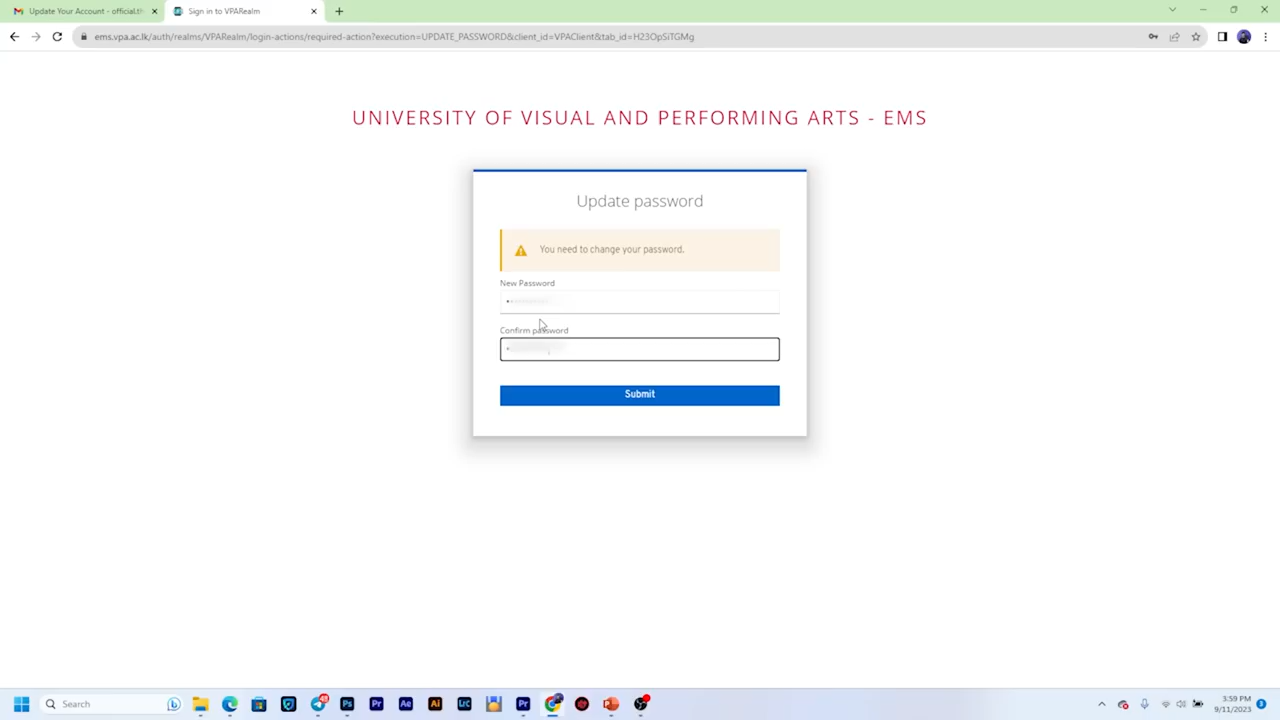 Update Your Account - official.th
Sign in to VPARealm
ems.vpa.ac.lk/auth/realms/VPARealm/login-actions/required-action?execution=UPDATE_PASSWORD&client_id=VPAClient&tab_id=H23OpSiTGMg
UNIVERSITY OF VISUAL AND PERFORMING ARTS - EMS
Update password
You need to change your password.
New Password
Confirm password
Submit
Search
3:59 PM
9/11/2023